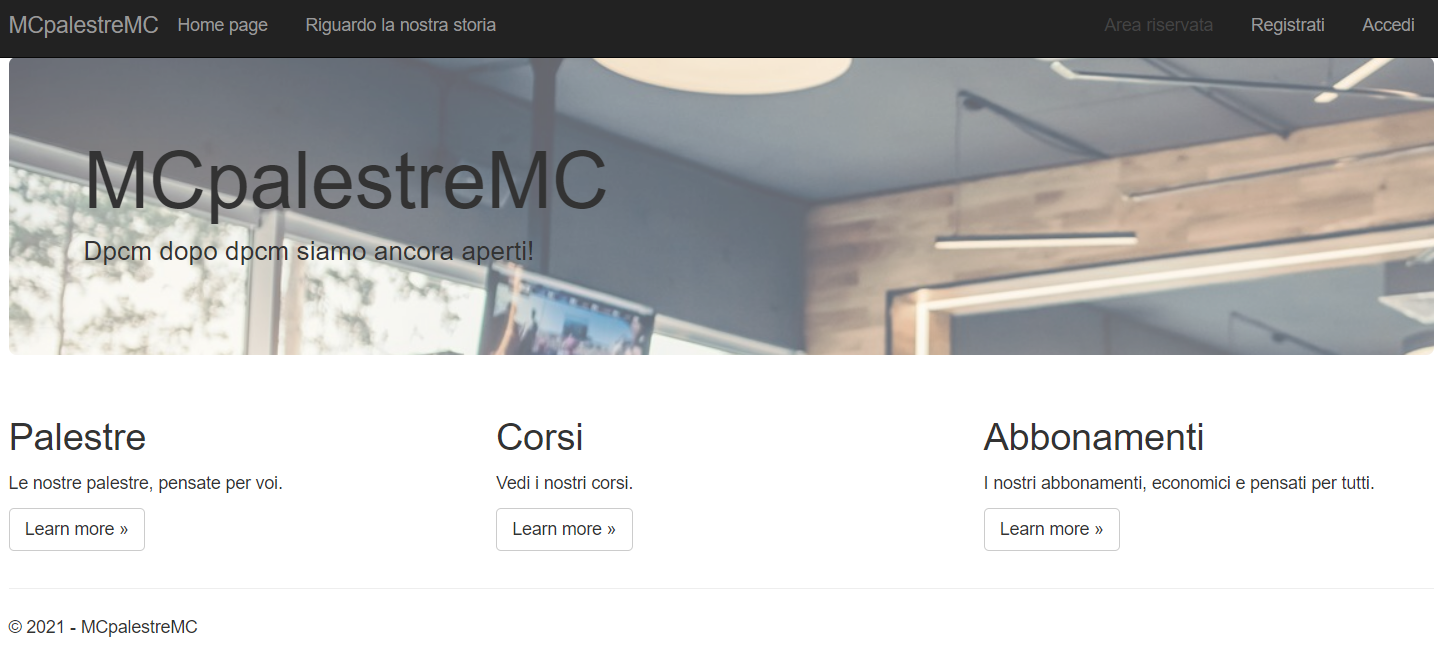 MCpalestreMC Home page Riguardo la nostra storia Area riservata Registrati Accedi
MCpalestreMC
Dpcm dopo dpcm siamo ancora aperti!
Palestre
Le nostre palestre, pensate per voi.
Learn more »
Corsi
Vedi i nostri corsi.
Learn more »
Abbonamenti
I nostri abbonamenti, economici e pensati per tutti.
Learn more »
© 2021 - MCpalestreMC